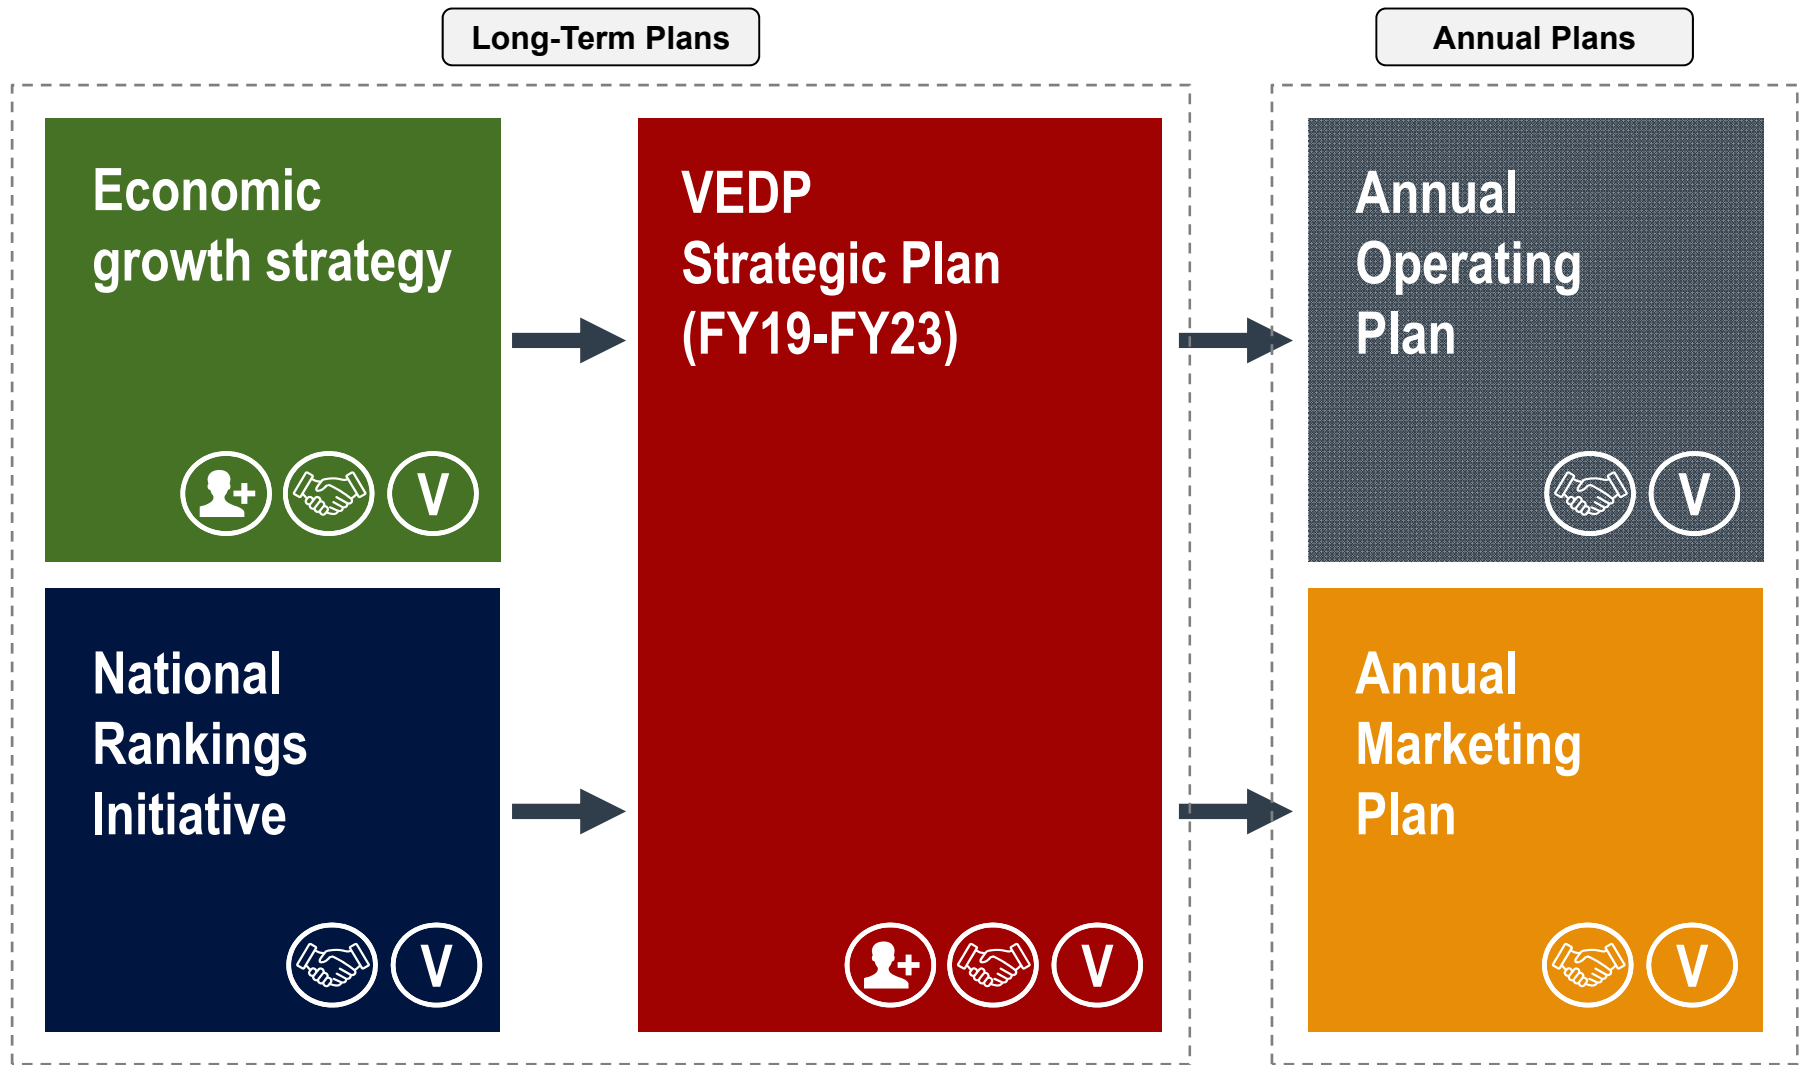 Long-Term Plans
Annual Plans
Economic
growth strategy
V
National
Rankings
Initiative
V
VEDP
Strategic Plan
(FY19-FY23)
V
Annual
Operating
Plan
V
Annual
Marketing
Plan
V